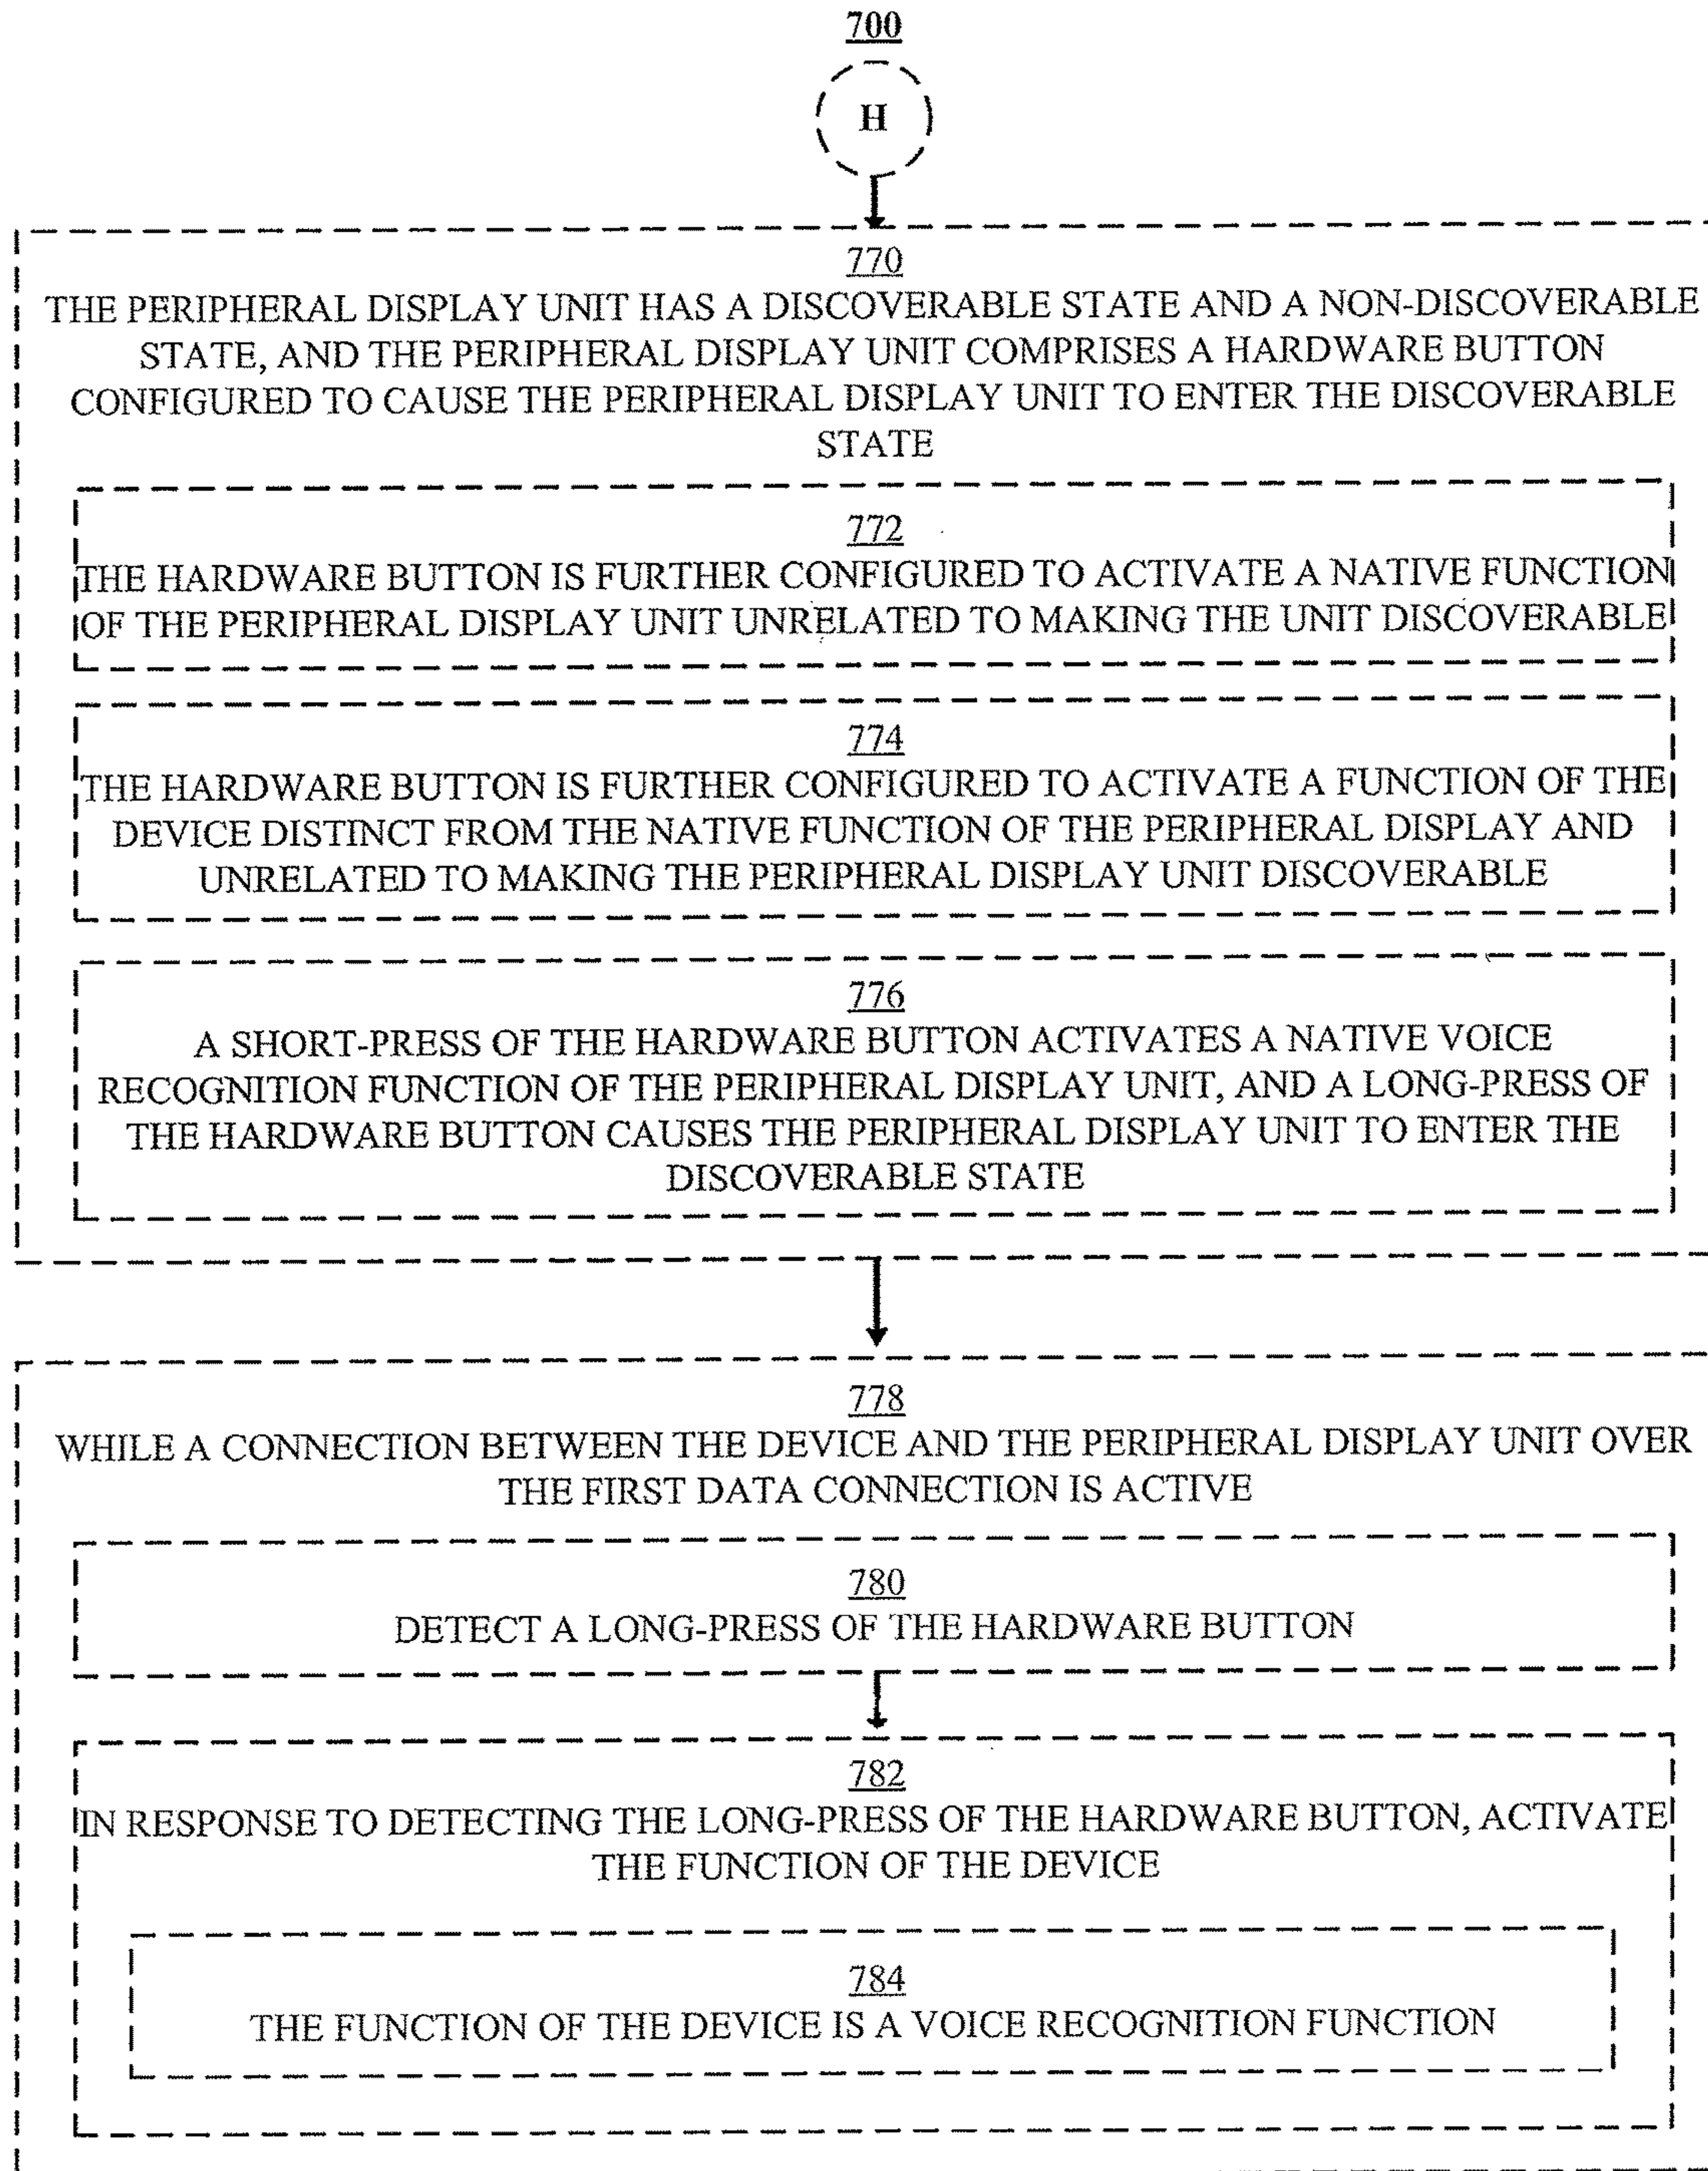 700
H
770
THE PERIPHERAL DISPLAY UNIT HAS A DISCOVERABLE STATE AND A NON-DISCOVERABLE
STATE, AND THE PERIPHERAL DISPLAY UNIT COMPRISES A HARDWARE BUTTON
CONFIGURED TO CAUSE THE PERIPHERAL DISPLAY UNIT TO ENTER THE DISCOVERABLE
STATE
772
THE HARDWARE BUTTON IS FURTHER CONFIGURED TO ACTIVATE A NATIVE FUNCTION
OF THE PERIPHERAL DISPLAY UNIT UNRELATED TO MAKING THE UNIT DISCOVERABLE
774
THE HARDWARE BUTTON IS FURTHER CONFIGURED TO ACTIVATE A FUNCTION OF THE
DEVICE DISTINCT FROM THE NATIVE FUNCTION OF THE PERIPHERAL DISPLAY AND
UNRELATED TO MAKING THE PERIPHERAL DISPLAY UNIT DISCOVERABLE
776
A SHORT-PRESS OF THE HARDWARE BUTTON ACTIVATES A NATIVE VOICE
RECOGNITION FUNCTION OF THE PERIPHERAL DISPLAY UNIT, AND A LONG-PRESS OF
THE HARDWARE BUTTON CAUSES THE PERIPHERAL DISPLAY UNIT TO ENTER THE
DISCOVERABLE STATE
778
WHILE A CONNECTION BETWEEN THE DEVICE AND THE PERIPHERAL DISPLAY UNIT OVER
THE FIRST DATA CONNECTION IS ACTIVE
780
DETECT A LONG-PRESS OF THE HARDWARE BUTTON
782
IN RESPONSE TO DETECTING THE LONG-PRESS OF THE HARDWARE BUTTON, ACTIVATE
THE FUNCTION OF THE DEVICE
784
THE FUNCTION OF THE DEVICE IS A VOICE RECOGNITION FUNCTION